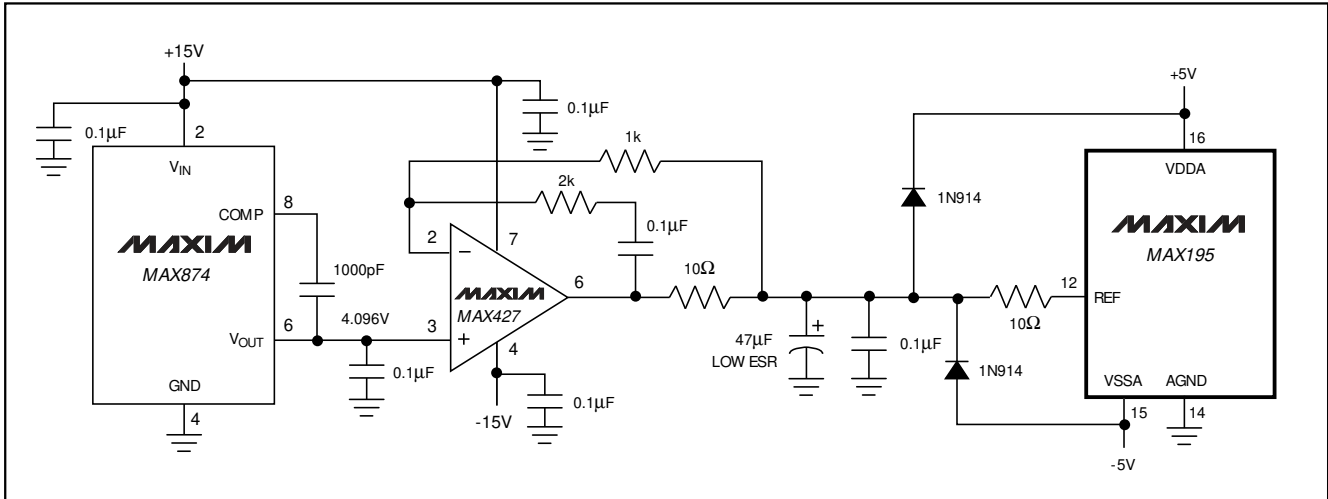 +15V
0.1µF
2
VIN
COMP
8
MAXIM
MAX874
1000pF
VOUT
6
4.096V
GND
4
0.1µF
0.1µF
1k
2k
0.1µF
2
7
−
MAXIM
MAX427
6
3
+
4
-15V
0.1µF
10Ω
+
47µF
LOW ESR
0.1µF
1N914
1N914
+5V
16
VDDA
MAXIM
MAX195
12
REF
10Ω
VSSA
AGND
15
14
-5V